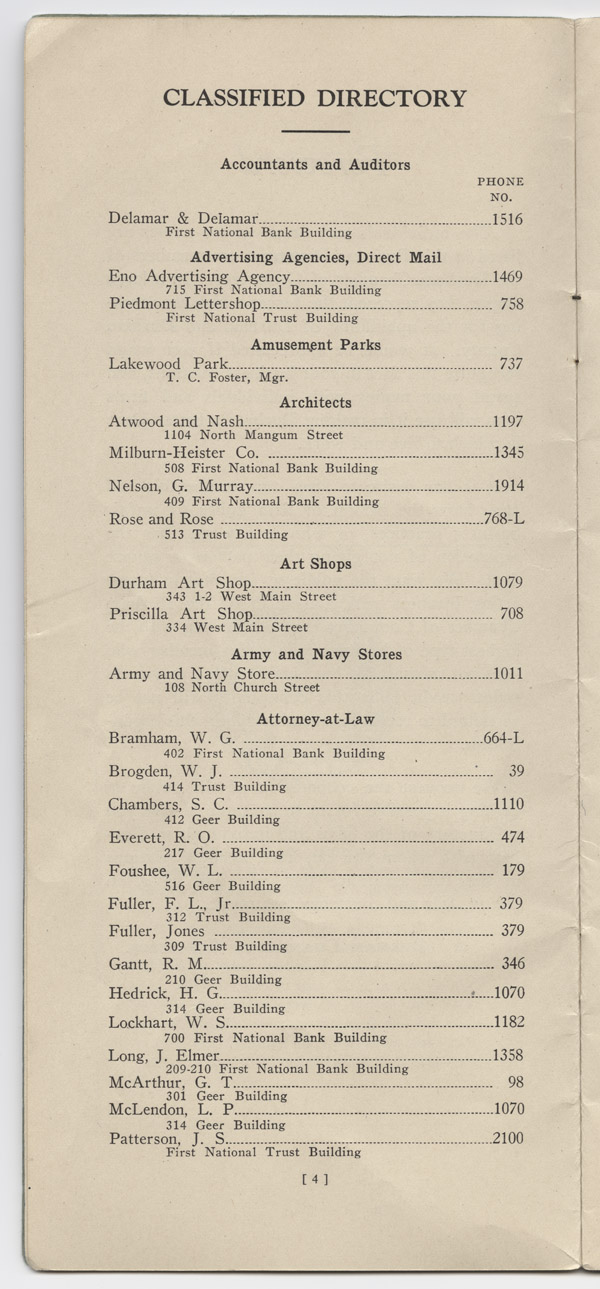 CLASSIFIED DIRECTORY
Accountants and Auditors
PHONE
NO.
Delamar & Delamar 1516
First National Bank Building
Advertising Agencies, Direct Mail
Eno Advertising Agency 1469
715 First National Bank Building
Piedmont Lettershop 758
First National Trust Building
Amusement Parks
Lakewood Park 737
T. C. Foster, Mgr.
Architects
Atwood and Nash 1197
1104 North Mangum Street
Milburn-Heister Co. 1345
508 First National Bank Building
Nelson, G. Murray 1914
409 First National Bank Building
Rose and Rose 768-L
513 Trust Building
Art Shops
Durham Art Shop 1079
343 1-2 West Main Street
Priscilla Art Shop 708
334 West Main Street
Army and Navy Stores
Army and Navy Store 1011
108 North Church Street
Attorney-at-Law
Bramham, W. G. 664-L
402 First National Bank Building
Brogden, W. J. 39
414 Trust Building
Chambers, S. C. 1110
412 Geer Building
Everett, R. O. 474
217 Geer Building
Foushee, W. L. 179
516 Geer Building
Fuller, F. L., Jr. 379
312 Trust Building
Fuller, Jones 379
309 Trust Building
Gantt, R. M. 346
210 Geer Building
Hedrick, H. G. 1070
314 Geer Building
Lockhart, W. S. 1182
700 First National Bank Building
Long, J. Elmer 1358
209-210 First National Bank Building
McArthur, G. T. 98
301 Geer Building
McLendon, L. P. 1070
314 Geer Building
Patterson, J. S. 2100
First National Trust Building
[ 4 ]